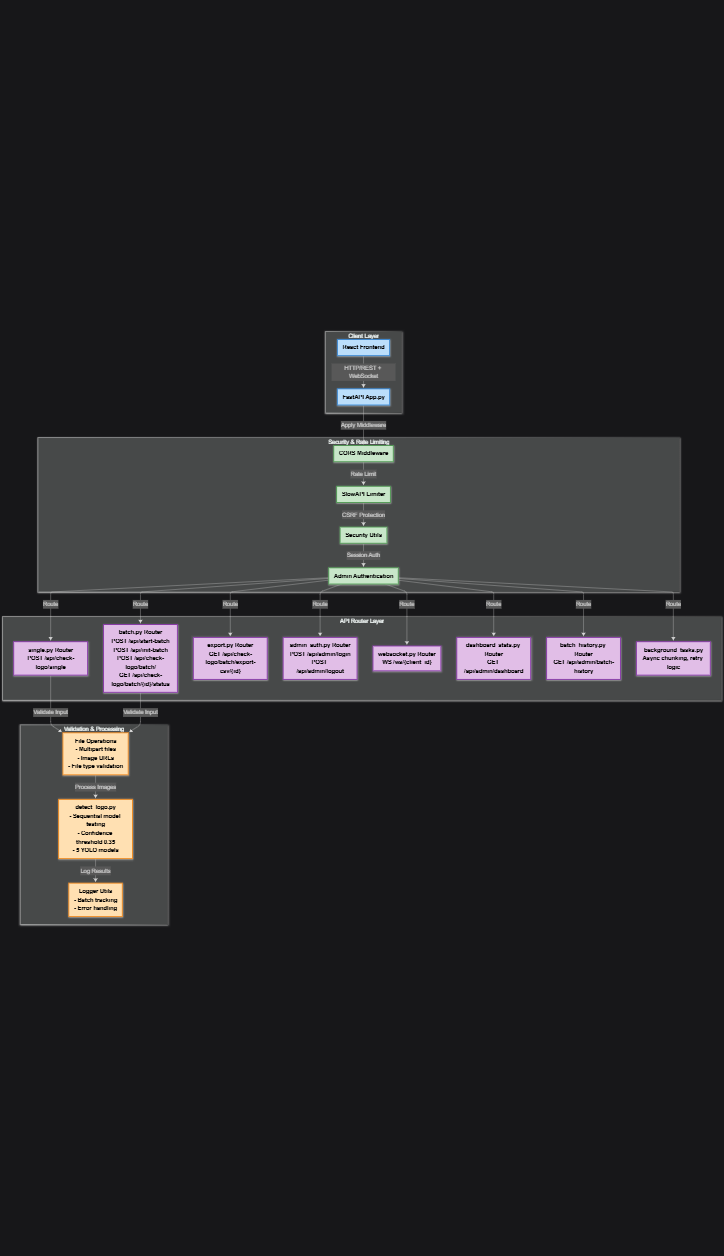 Client Layer
React Frontend
HTTP/REST +
WebSocket
FastAPI App.py
Apply Middleware
Security & Rate Limiting
CORS Middleware
Rate Limit
SlowAPI Limiter
CSRF Protection
Security Utils
Session Auth
Admin Authentication
Route
Route
Route
Route
Route
Route
Route
Route
API Router Layer
single.py Router
POST /api/check-
logo/single
batch.py Router
POST /api/start-batch
POST /api/init-batch
POST /api/check-
logo/batch/
GET /api/check-
logo/batch/{id}/status
export.py Router
GET /api/check-
logo/batch/export-
csv/{id}
admin_auth.py Router
POST /api/admin/login
POST
/api/admin/logout
websocket.py Router
WS /ws/{client_id}
dashboard_stats.py
Router
GET
/api/admin/dashboard
batch_history.py
Router
GET /api/admin/batch-
history
background_tasks.py
Async chunking, retry
logic
Validate Input
Validate Input
Validation & Processing
File Operations
- Multipart files
- Image URLs
- File type validation
Process Images
detect_logo.py
- Sequential model
testing
- Confidence
threshold 0.35
- 5 YOLO models
Log Results
Logger Utils
- Batch tracking
- Error handling